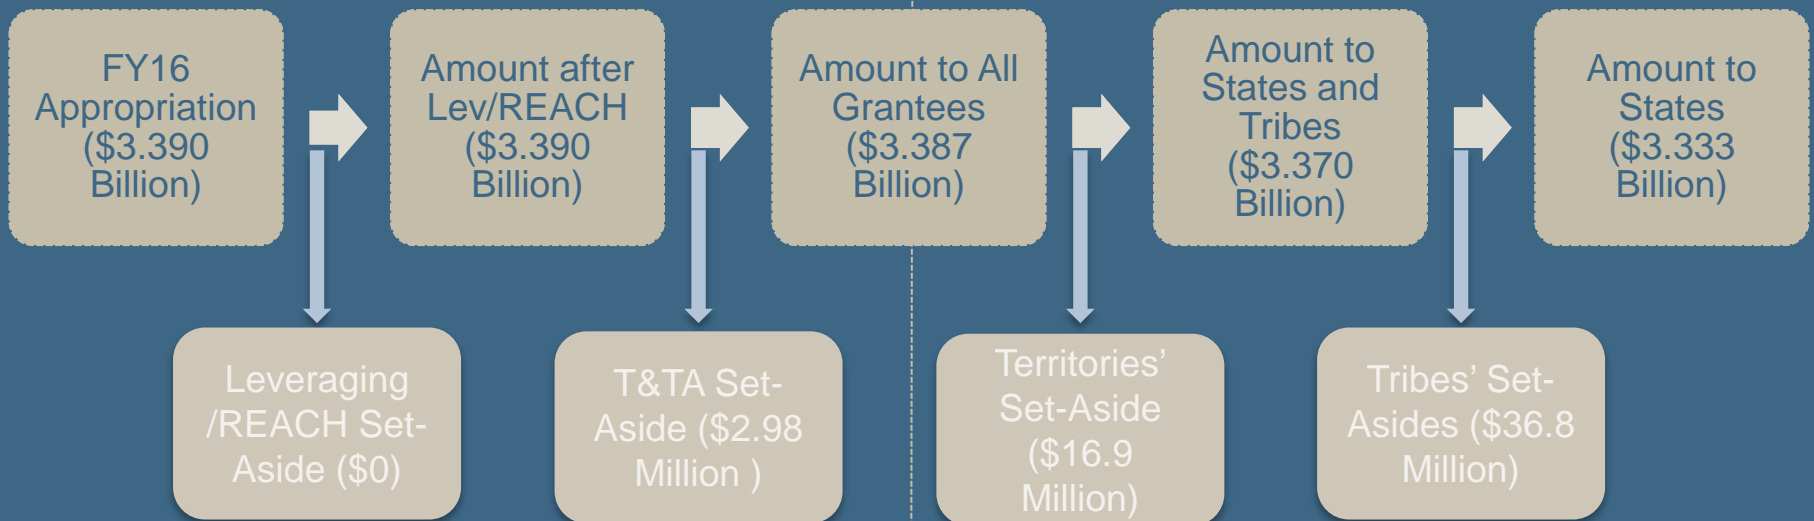 FY16
Appropriation
($3.390
Billion)
Amount after
Lev/REACH
($3.390
Billion)
Amount to All
Grantees
($3.387
Billion)
Amount to
States and
Tribes
($3.370
Billion)
Amount to
States
($3.333
Billion)
Leveraging
/REACH Set-
Aside ($0)
T&TA Set-
Aside ($2.98
Million )
Territories’
Set-Aside
($16.9
Million)
Tribes’ Set-
Asides ($36.8
Million)